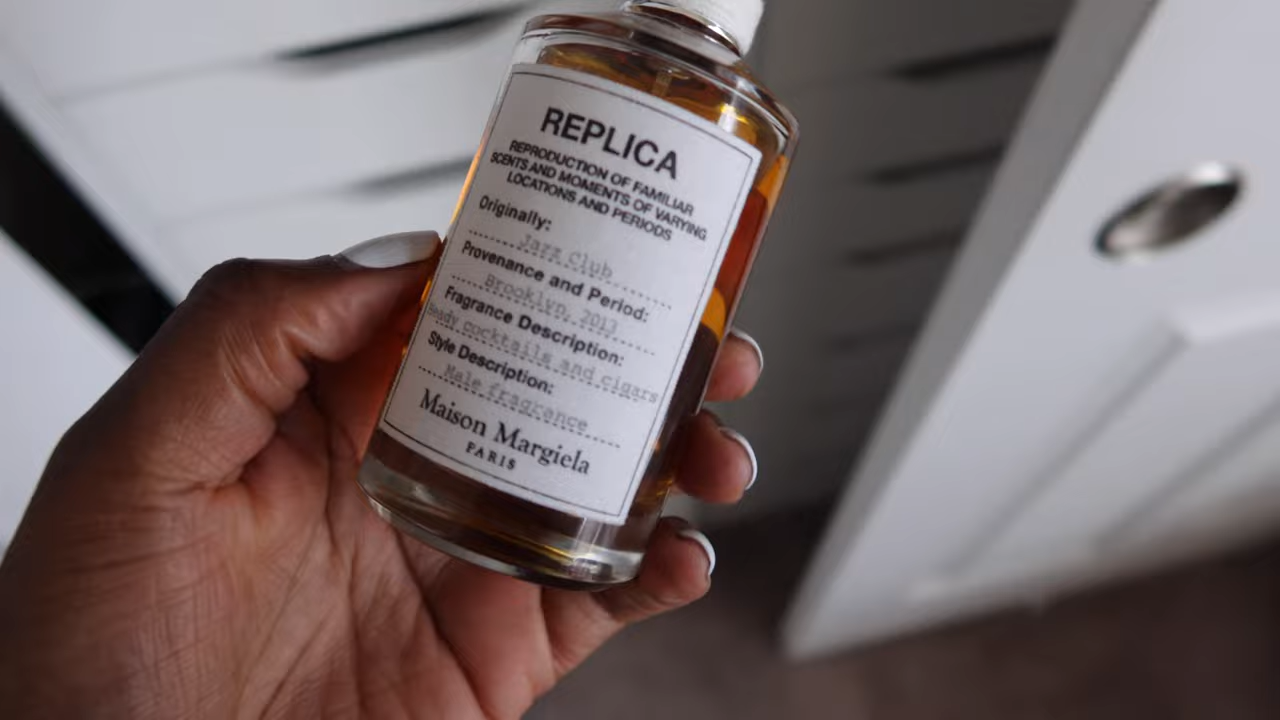 REPLICA
REPRODUCTION OF FAMILIAR
SCENTS AND MOMENTS OF VARYING
LOCATIONS AND PERIODS
Originally:
Jazz Club
Provenance and Period:
Brooklyn, 2013
Fragrance Description:
Heady cocktails and cigars
Style Description:
Male fragrance
Maison Margiela
PARIS